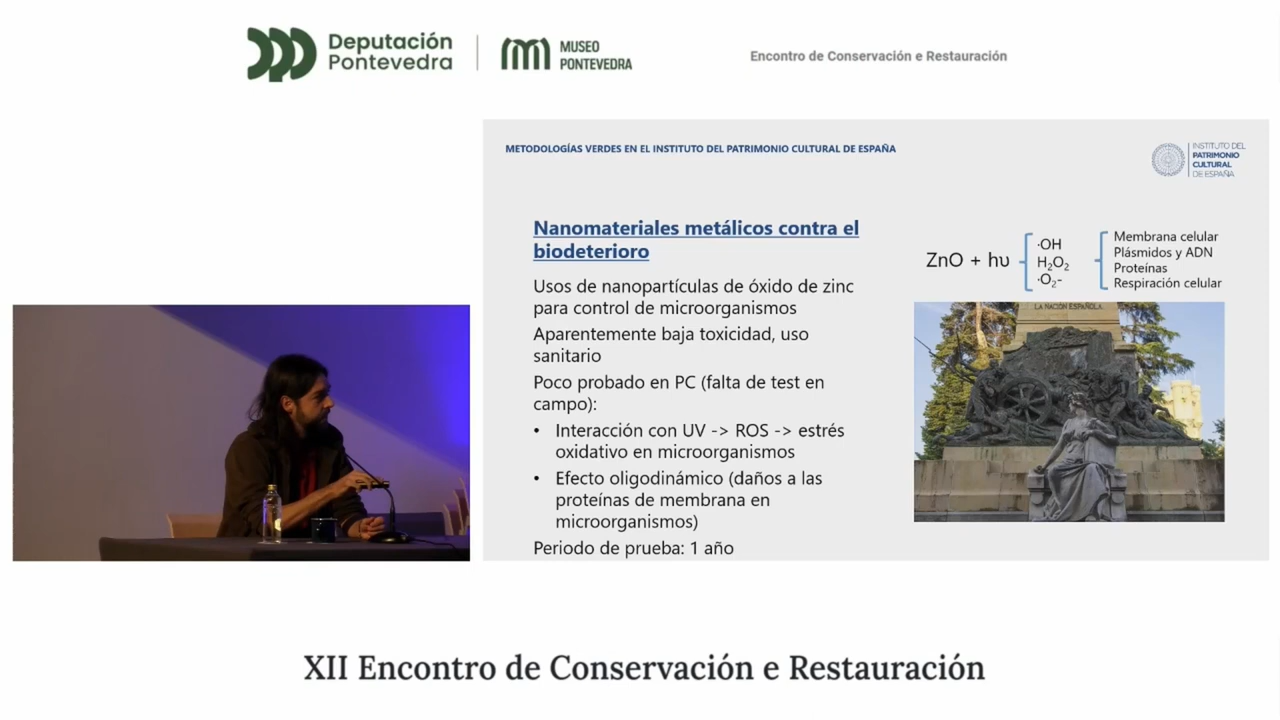 Deputación
Pontevedra
MUSEO
PONTEVEDRA
Encontro de Conservación e Restauración
METODOLOGÍAS VERDES EN EL INSTITUTO DEL PATRIMONIO CULTURAL DE ESPAÑA
INSTITUTO DEL
PATRIMONIO
CULTURAL
DE ESPAÑA
Nanomateriales metálicos contra el
biodeterioro
Usos de nanopartículas de óxido de zinc
para control de microorganismos
Aparentemente baja toxicidad, uso
sanitario
Poco probado en PC (falta de test en
campo):
• Interacción con UV -> ROS -> estrés
oxidativo en microorganismos
• Efecto oligodinámico (daños a las
proteínas de membrana en
microorganismos)
Periodo de prueba: 1 año
ZnO + hυ
·OH
H₂O₂
·O₂-
Membrana celular
Plásmidos y ADN
Proteínas
Respiración celular
LA NACIÓN ESPAÑOLA.
XII Encontro de Conservación e Restauración